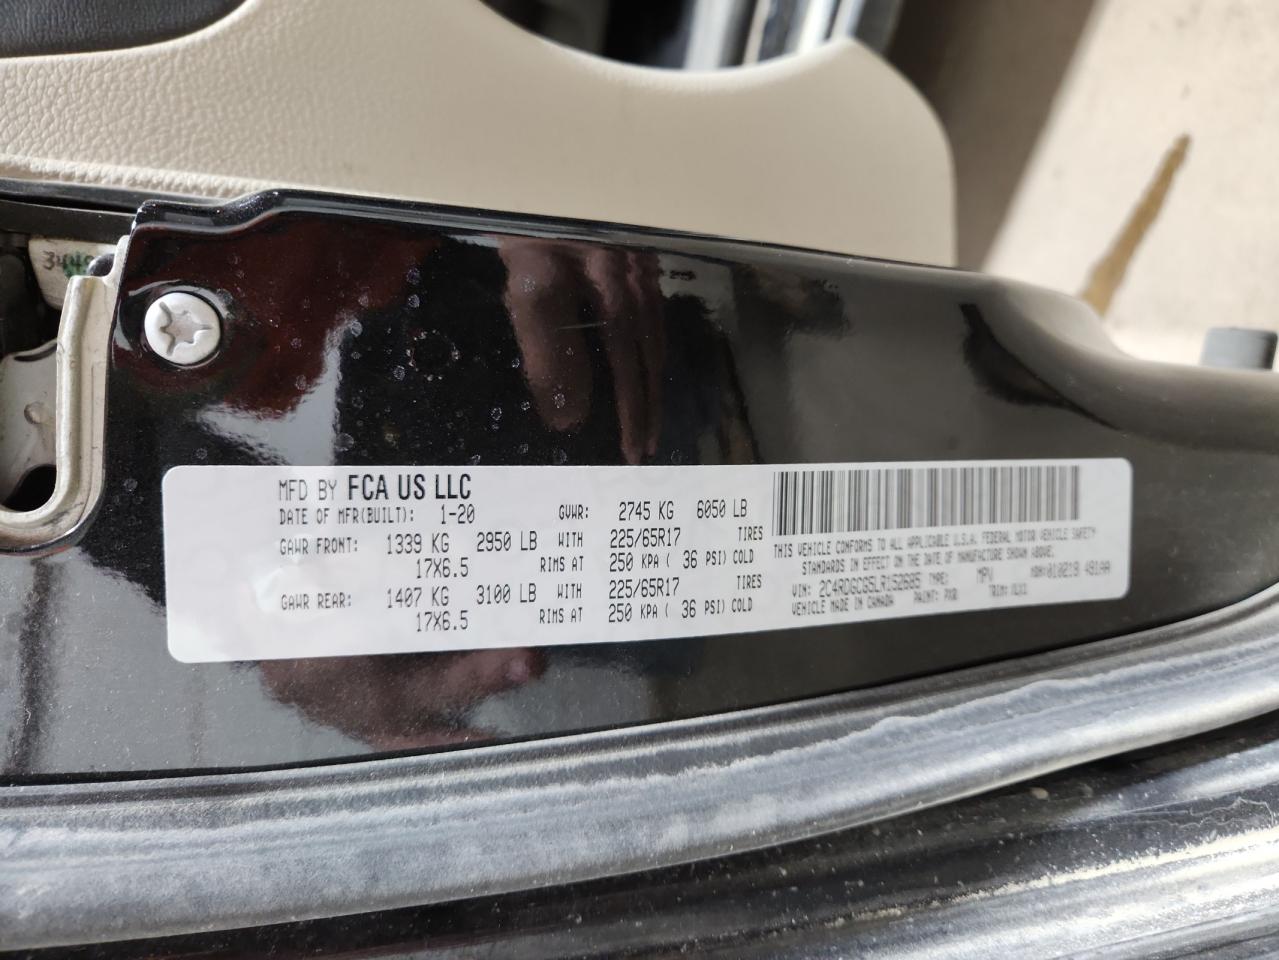 MFD BY FCA US LLC
DATE OF MFR(BUILT): 1-20 GVWR: 2745 KG 6050 LB
GAWR FRONT: 1339 KG 2950 LB WITH 225/65R17 TIRES
17X6.5 RIMS AT 250 KPA ( 36 PSI) COLD
GAWR REAR: 1407 KG 3100 LB WITH 225/65R17 TIRES
17X6.5 RIMS AT 250 KPA ( 36 PSI) COLD
THIS VEHICLE CONFORMS TO ALL APPLICABLE U.S.A. FEDERAL MOTOR VEHICLE SAFETY
STANDARDS IN EFFECT ON THE DATE OF MANUFACTURE SHOWN ABOVE.
VIN: 2C4RDGCG5LR152685 TYPE: MPV
VEHICLE MADE IN CANADA PAINT: PXR TRIM: